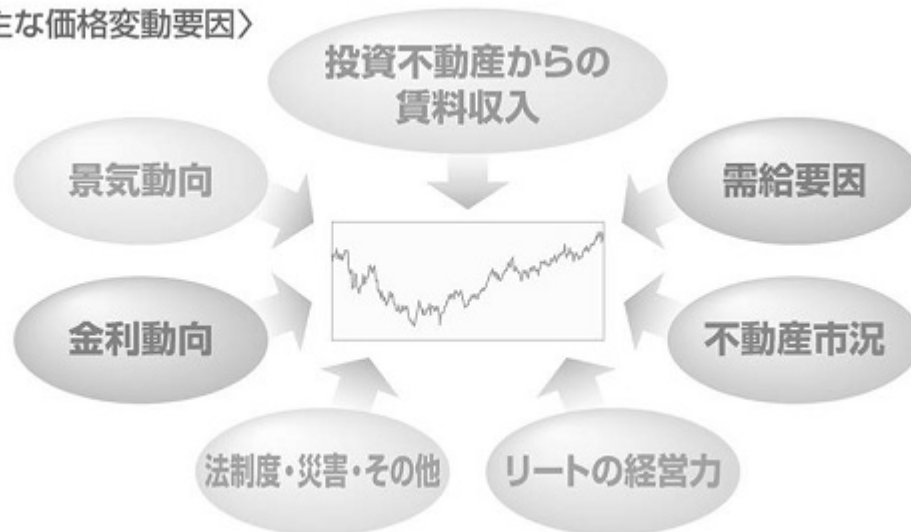 主な価格変動要因〉
投資不動産からの
賃料収入
景気動向
需給要因
金利動向
不動産市況
法制度・災害・その他
リートの経営力